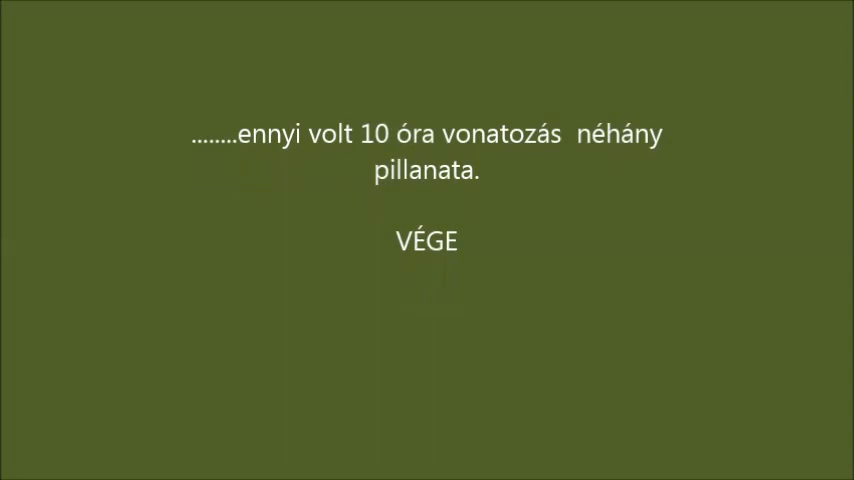 ........ennyi volt 10 óra vonatozás  néhány
pillanata.
VÉGE